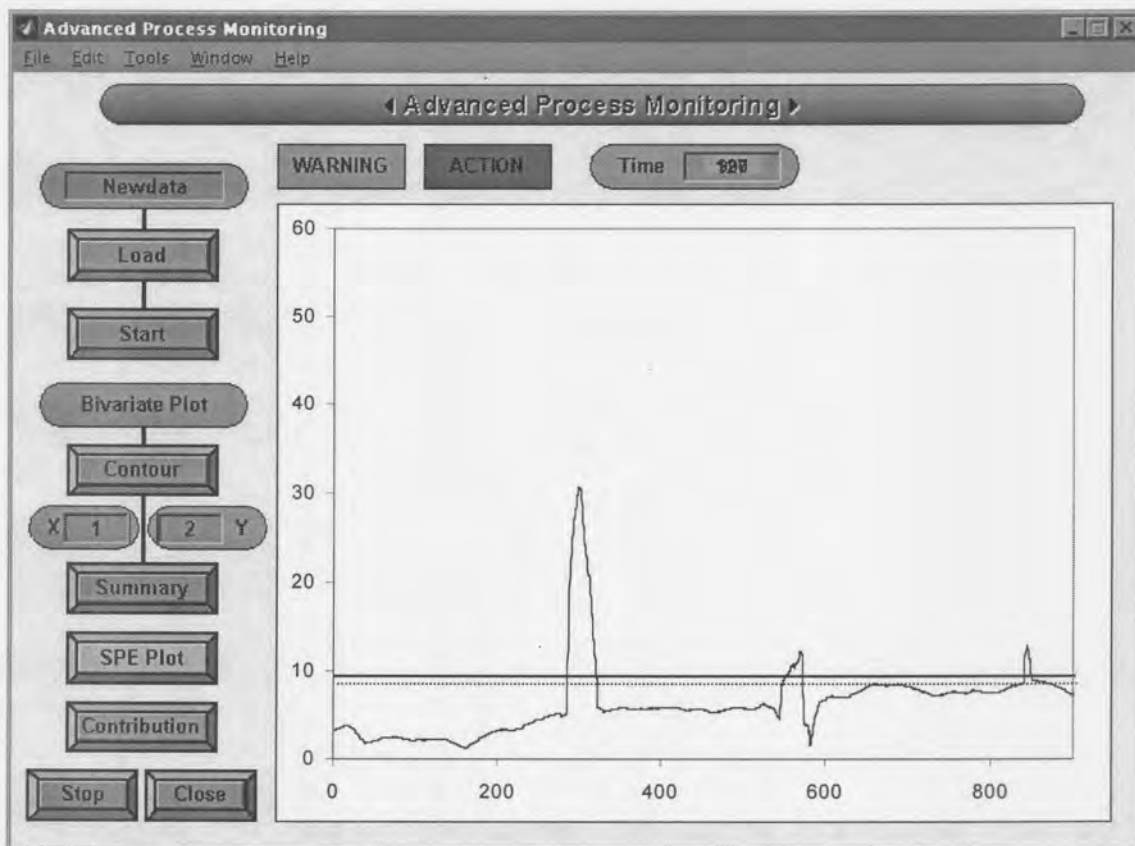 Advanced Process Monitoring
File Edit Tools Window Help
Advanced Process Monitoring
WARNING ACTION Time
Newdata
Load
Start
Bivariate Plot
Contour
X 1 2 Y
Summary
SPE Plot
Contribution
Stop Close
60
50
40
30
20
10
0
0 200 400 600 800